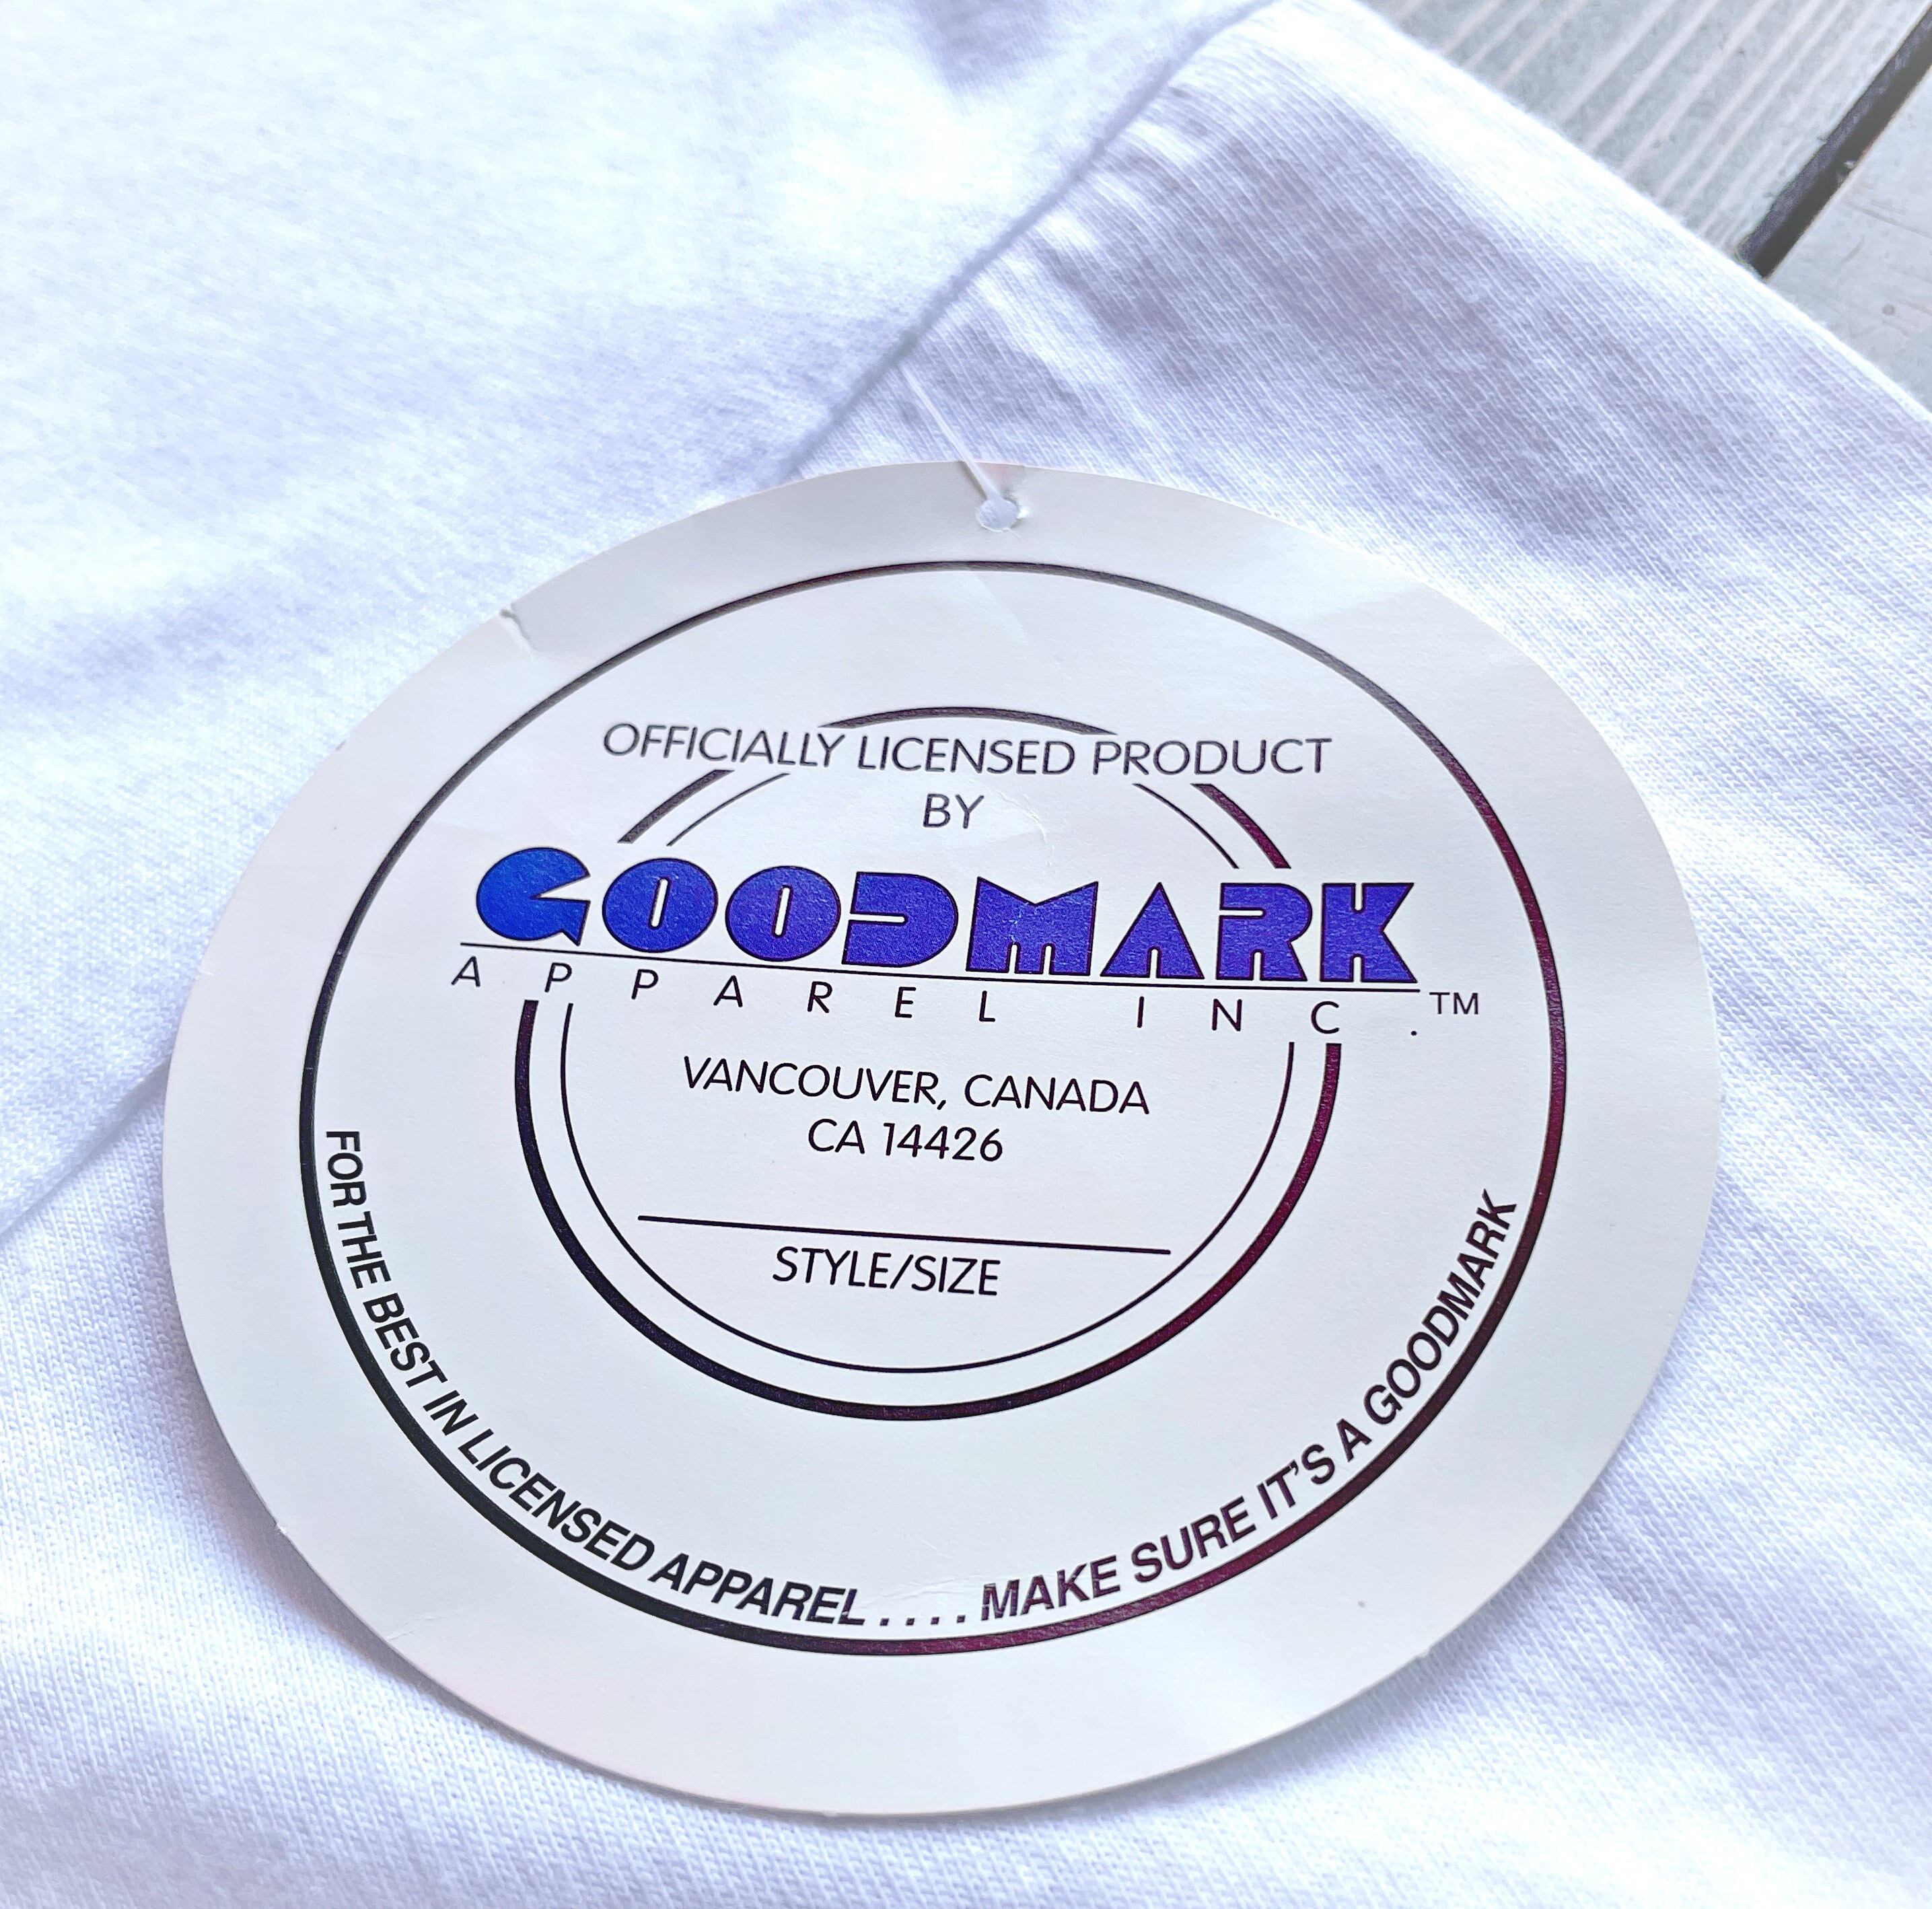 OFFICIALLY LICENSED PRODUCT
BY
GOODMARK
APPAREL INC.™
VANCOUVER, CANADA
CA 14426
STYLE/SIZE
FOR THE BEST IN LICENSED APPAREL.... MAKE SURE IT'S A GOODMARK